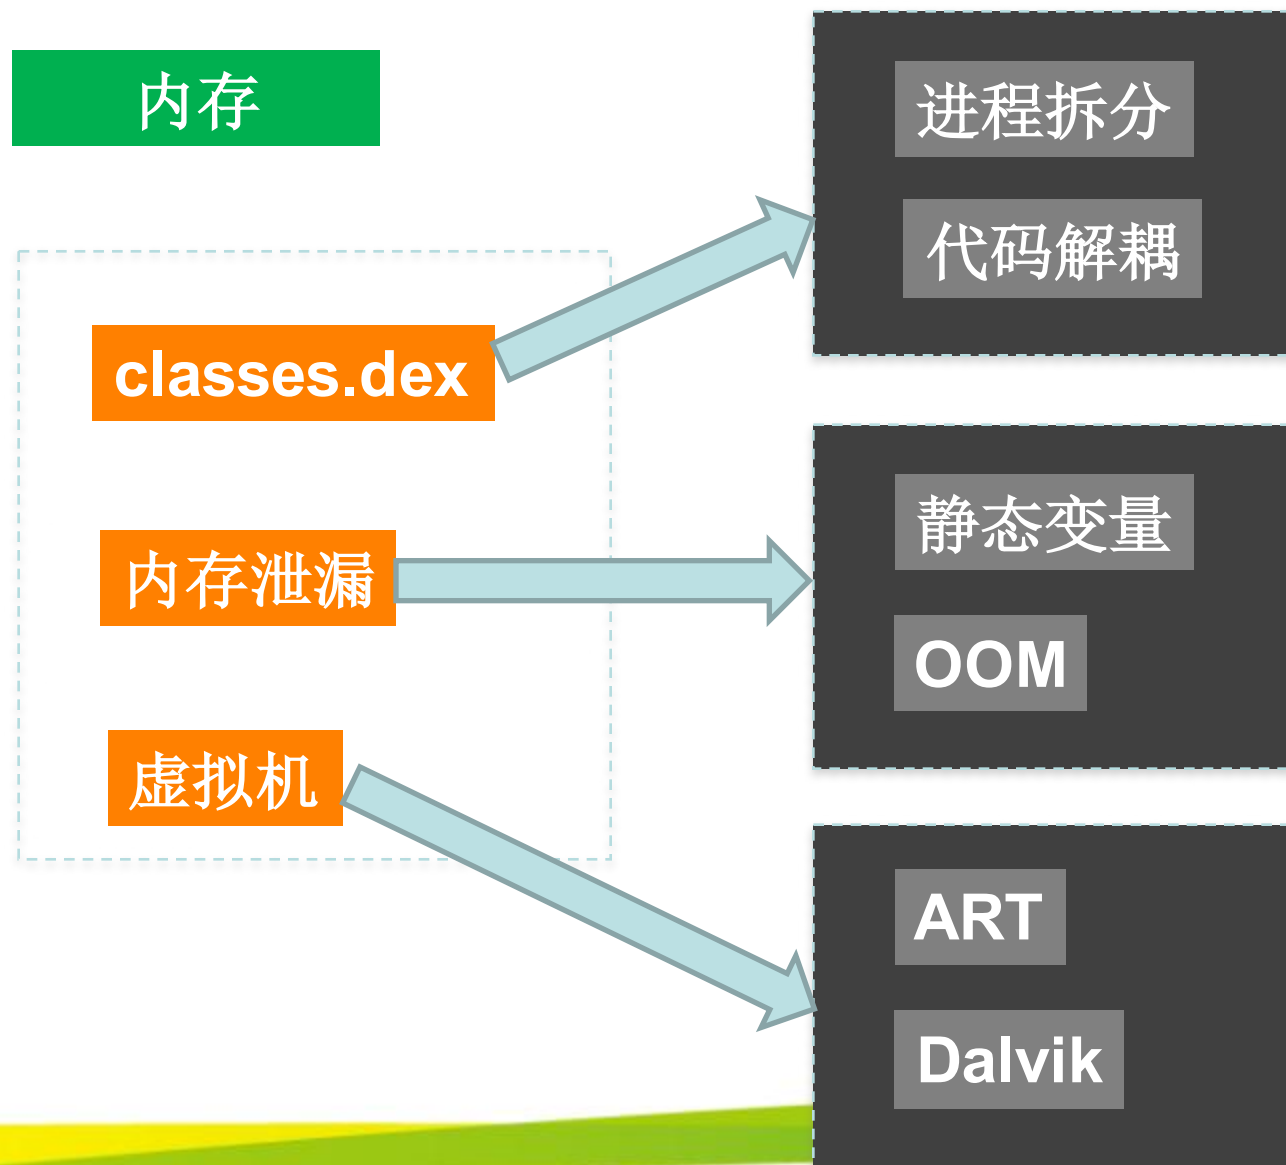 内存
classes.dex
内存泄漏
虚拟机
进程拆分
代码解耦
静态变量
OOM
ART
Dalvik